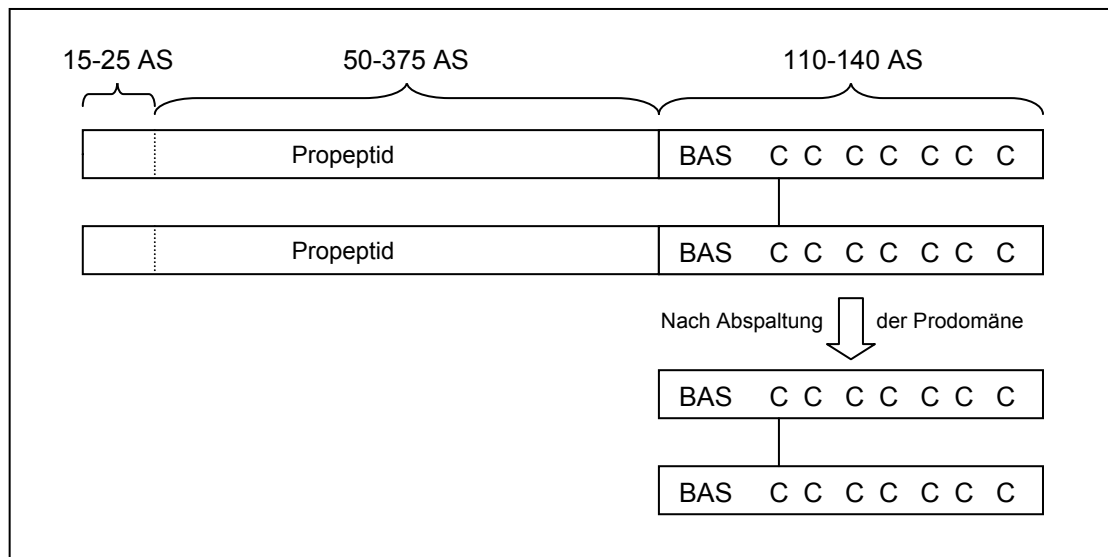 15-25 AS 50-375 AS 110-140 AS
Propeptid BAS C C C C C C C
Propeptid BAS C C C C C C C
Nach Abspaltung der Prodomäne
BAS C C C C C C C
BAS C C C C C C C